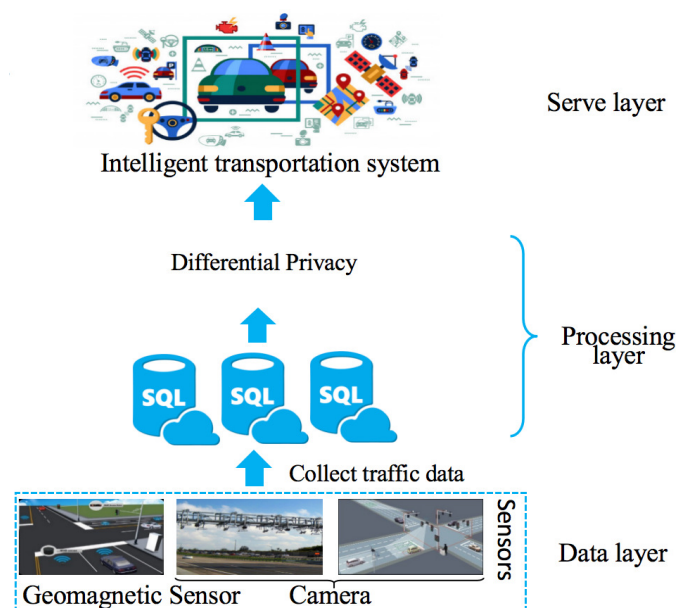 Serve layer
Intelligent transportation system
Differential Privacy
Processing
layer
SQL
SQL
SQL
Collect traffic data
Sensors
Data layer
Geomagnetic Sensor
Camera